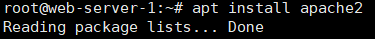 root@web-server-1:~# apt install apache2
Reading package lists... Done